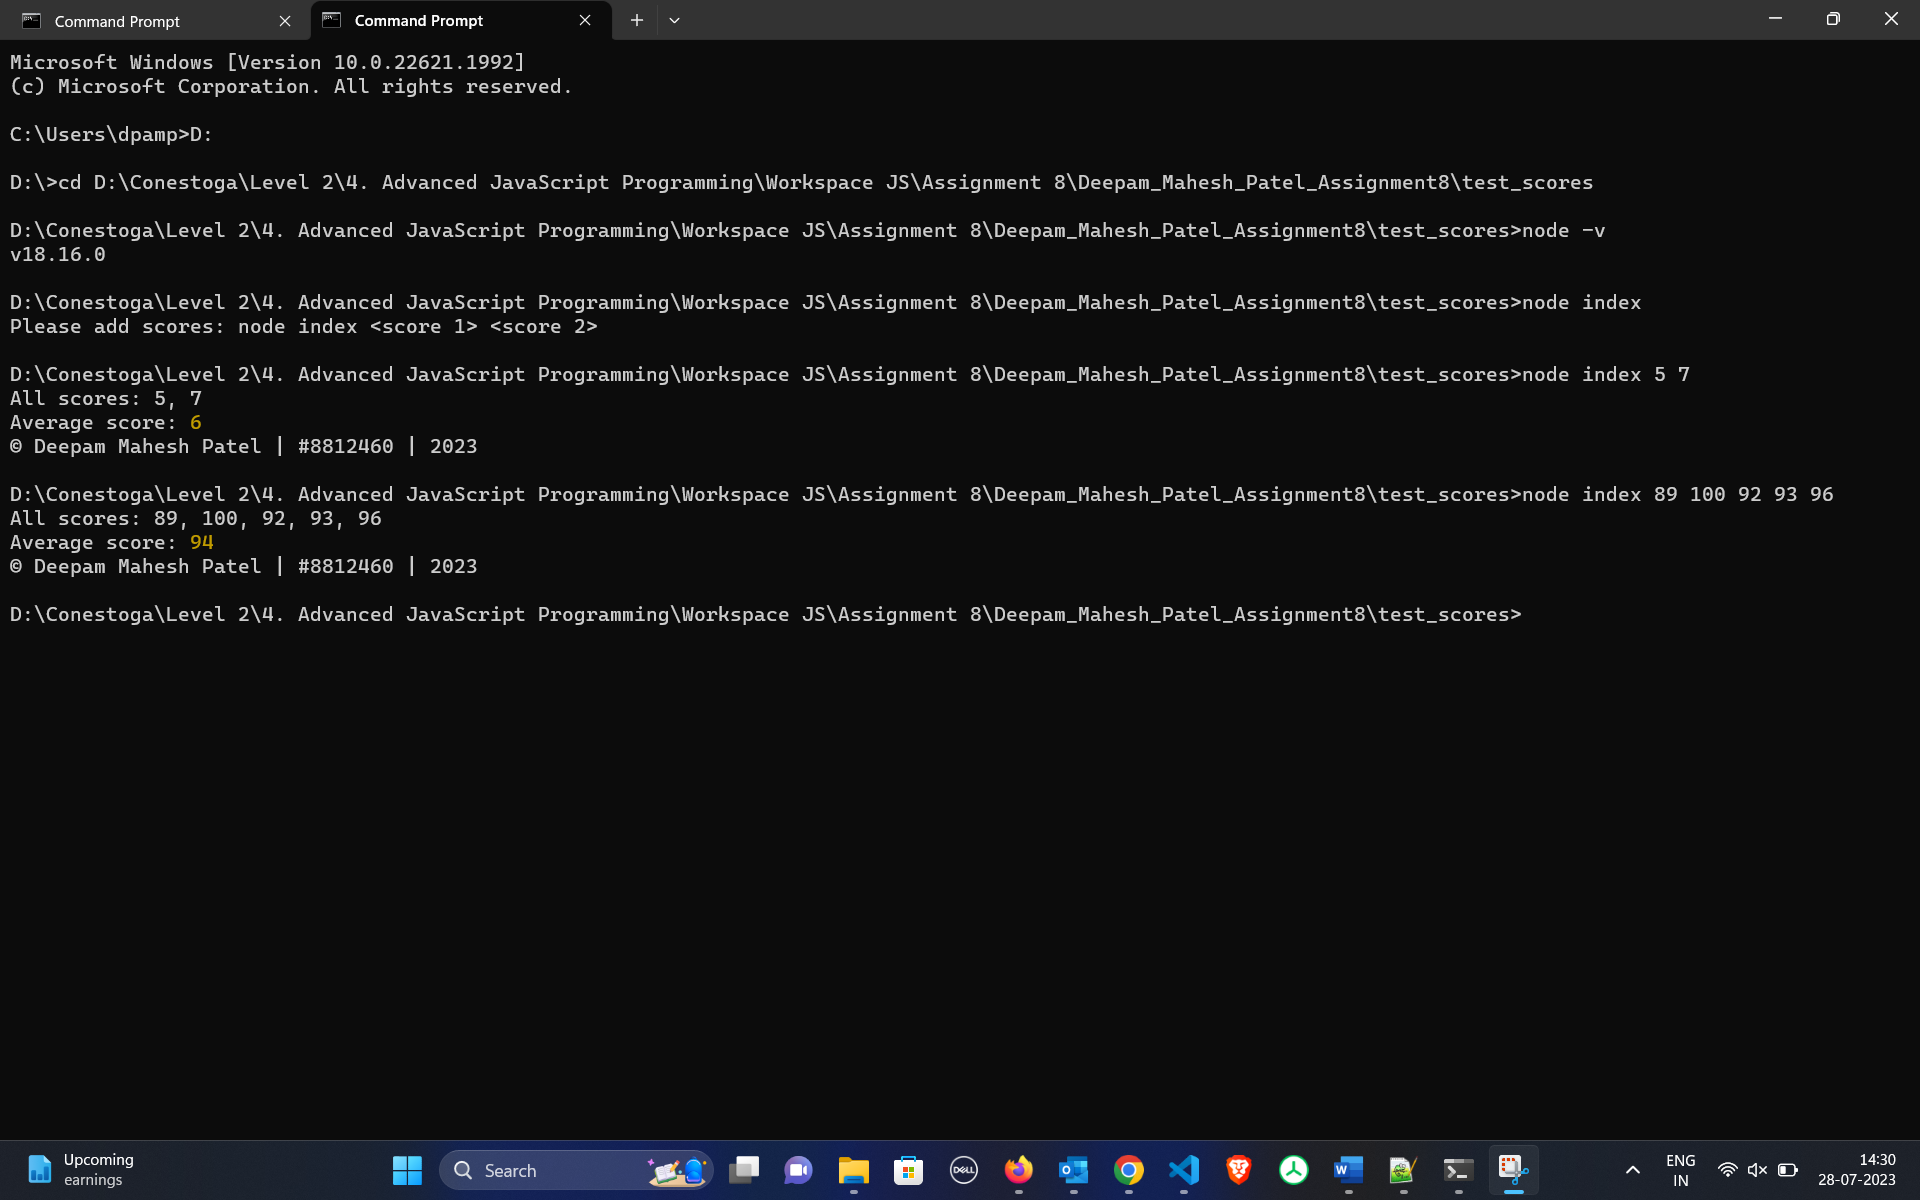 Command Prompt
Command Prompt
Microsoft Windows [Version 10.0.22621.1992]
(c) Microsoft Corporation. All rights reserved.
C:\Users\dpamp>D:
D:\>cd D:\Conestoga\Level 2\4. Advanced JavaScript Programming\Workspace JS\Assignment 8\Deepam_Mahesh_Patel_Assignment8\test_scores
D:\Conestoga\Level 2\4. Advanced JavaScript Programming\Workspace JS\Assignment 8\Deepam_Mahesh_Patel_Assignment8\test_scores>node -v
v18.16.0
D:\Conestoga\Level 2\4. Advanced JavaScript Programming\Workspace JS\Assignment 8\Deepam_Mahesh_Patel_Assignment8\test_scores>node index
Please add scores: node index <score 1> <score 2>
D:\Conestoga\Level 2\4. Advanced JavaScript Programming\Workspace JS\Assignment 8\Deepam_Mahesh_Patel_Assignment8\test_scores>node index 5 7
All scores: 5, 7
Average score: 6
© Deepam Mahesh Patel | #8812460 | 2023
D:\Conestoga\Level 2\4. Advanced JavaScript Programming\Workspace JS\Assignment 8\Deepam_Mahesh_Patel_Assignment8\test_scores>node index 89 100 92 93 96
All scores: 89, 100, 92, 93, 96
Average score: 94
© Deepam Mahesh Patel | #8812460 | 2023
D:\Conestoga\Level 2\4. Advanced JavaScript Programming\Workspace JS\Assignment 8\Deepam_Mahesh_Patel_Assignment8\test_scores>
Upcoming
earnings
Search
DELL
ENG
IN
14:30
28-07-2023